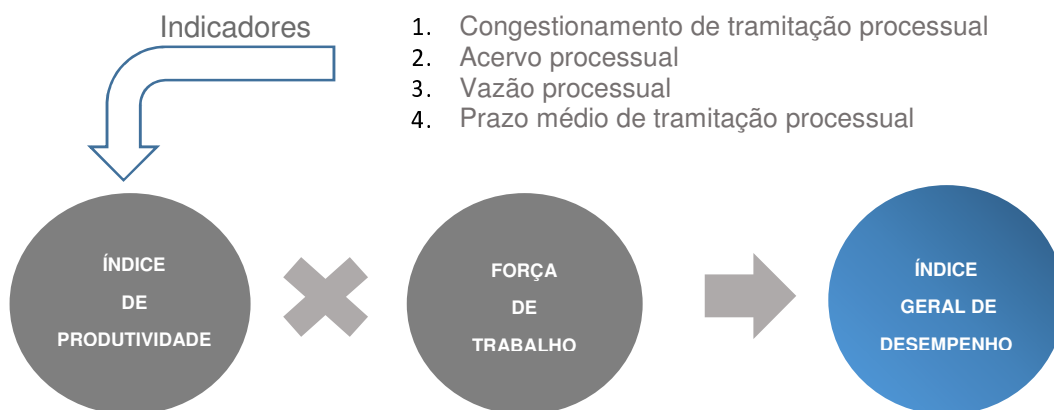 Indicadores
1. Congestionamento de tramitação processual
2. Acervo processual
3. Vazão processual
4. Prazo médio de tramitação processual
ÍNDICE
DE
PRODUTIVIDADE
FORÇA
DE
TRABALHO
ÍNDICE
GERAL DE
DESEMPENHO